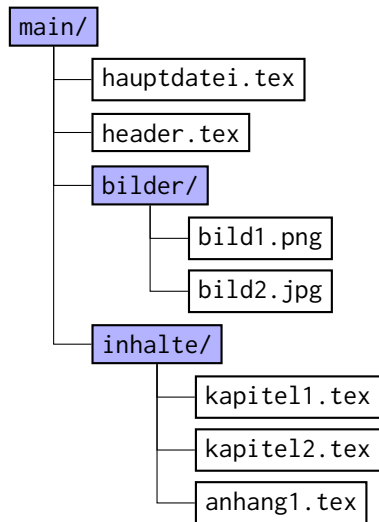 main/
hauptdatei.tex
header.tex
bilder/
bild1.png
bild2.jpg
inhalte/
kapitel1.tex
kapitel2.tex
anhang1.tex